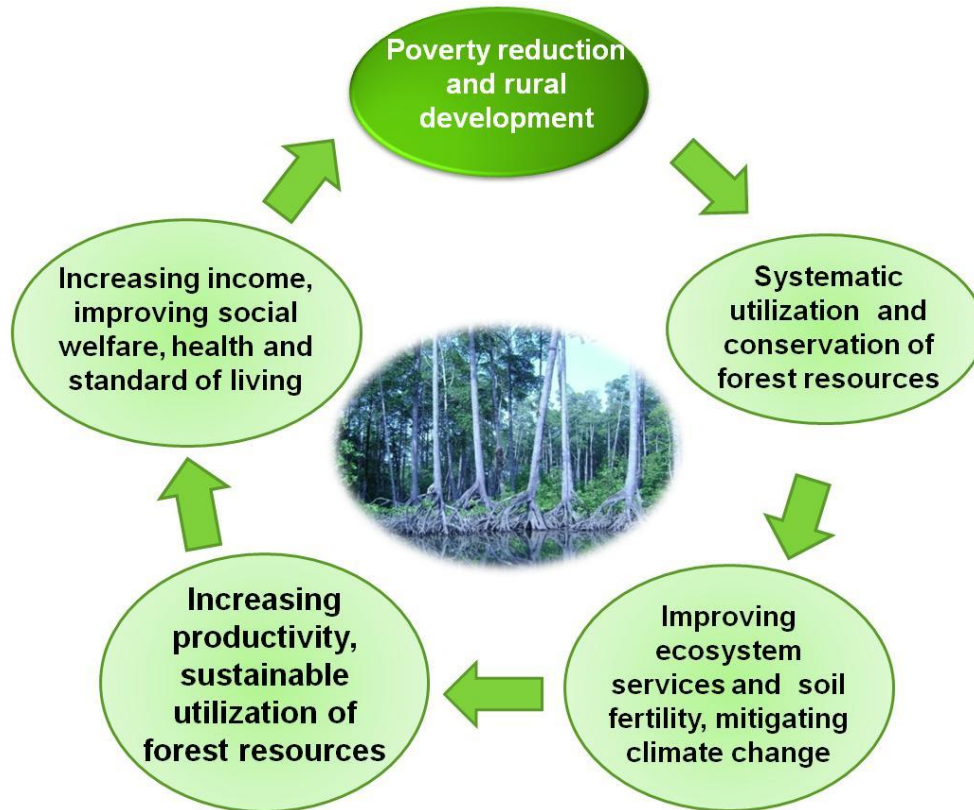 Poverty reduction
and rural
development
Systematic
utilization and
conservation of
forest resources
Improving
ecosystem
services and soil
fertility, mitigating
climate change
Increasing
productivity,
sustainable
utilization of
forest resources
Increasing income,
improving social
welfare, health and
standard of living